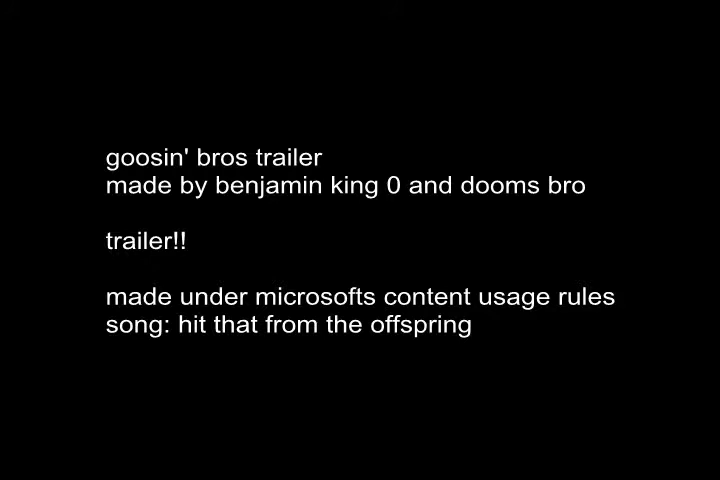 goosin' bros trailer
made by benjamin king 0 and dooms bro
trailer!!
made under microsofts content usage rules
song: hit that from the offspring